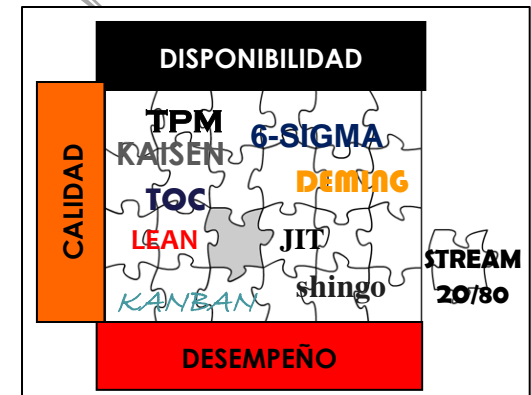 DISPONIBILIDAD
CALIDAD
TPM
6-SIGMA
KAISEN
DEMING
TOC
LEAN
JIT
STREAM
20/80
KANBAN
shingo
DESEMPEÑO